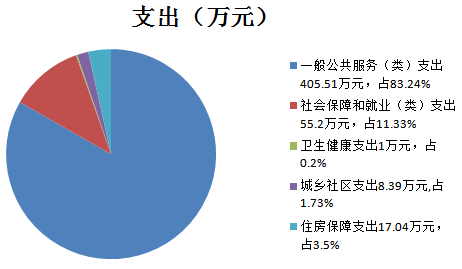 支出（万元）
一般公共服务（类）支出
405.51万元，占83.24%
社会保障和就业（类）支出
55.2万元，占11.33%
卫生健康支出1万元，占
0.2%
城乡社区支出8.39万元,占
1.73%
住房保障支出17.04万元，
占3.5%